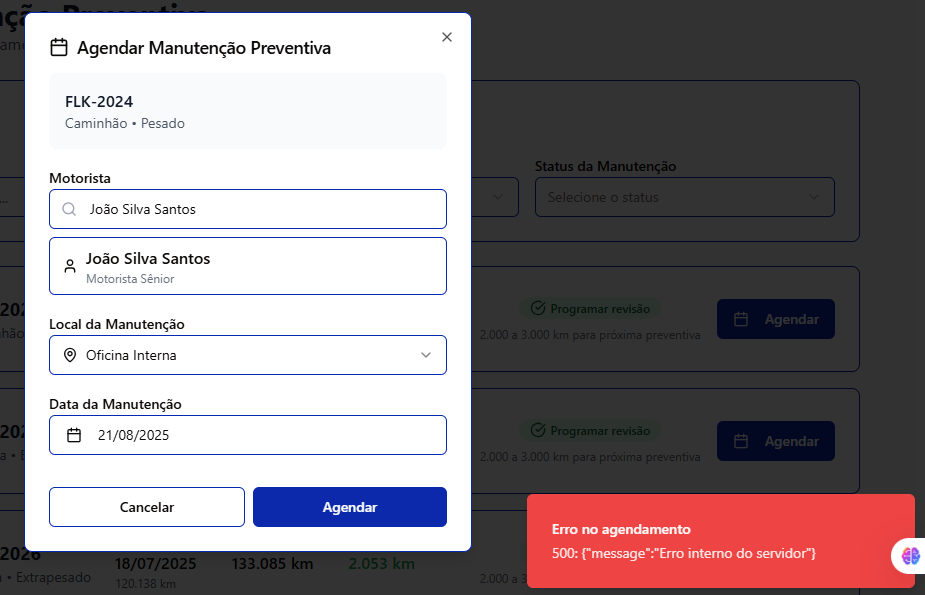 Agendar Manutenção Preventiva
FLK-2024
Caminhão • Pesado
Motorista
João Silva Santos
João Silva Santos
Motorista Sênior
Local da Manutenção
Oficina Interna
Data da Manutenção
21/08/2025
Cancelar
Agendar
Status da Manutenção
Selecione o status
Programar revisão
2.000 a 3.000 km para próxima preventiva
Agendar
Programar revisão
2.000 a 3.000 km para próxima preventiva
Agendar
2026
• Extrapesado
18/07/2025
120.138 km
133.085 km
2.053 km
2.000 a 3
Erro no agendamento
500: {"message":"Erro interno do servidor"}